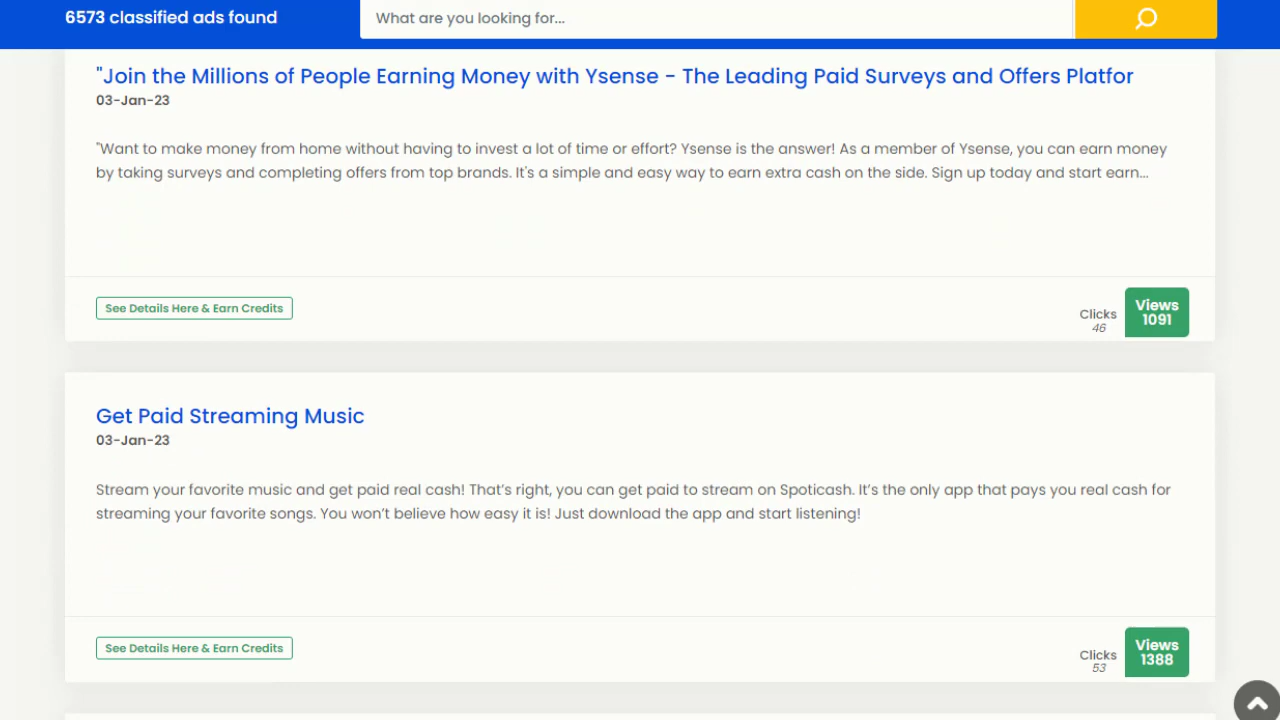 6573 classified ads found
What are you looking for...
"Join the Millions of People Earning Money with Ysense - The Leading Paid Surveys and Offers Platfor
03-Jan-23
"Want to make money from home without having to invest a lot of time or effort? Ysense is the answer! As a member of Ysense, you can earn money
by taking surveys and completing offers from top brands. It's a simple and easy way to earn extra cash on the side. Sign up today and start earn...
See Details Here & Earn Credits
Clicks
46
Views
1091
Get Paid Streaming Music
03-Jan-23
Stream your favorite music and get paid real cash! That’s right, you can get paid to stream on Spoticash. It’s the only app that pays you real cash for
streaming your favorite songs. You won’t believe how easy it is! Just download the app and start listening!
See Details Here & Earn Credits
Clicks
53
Views
1388